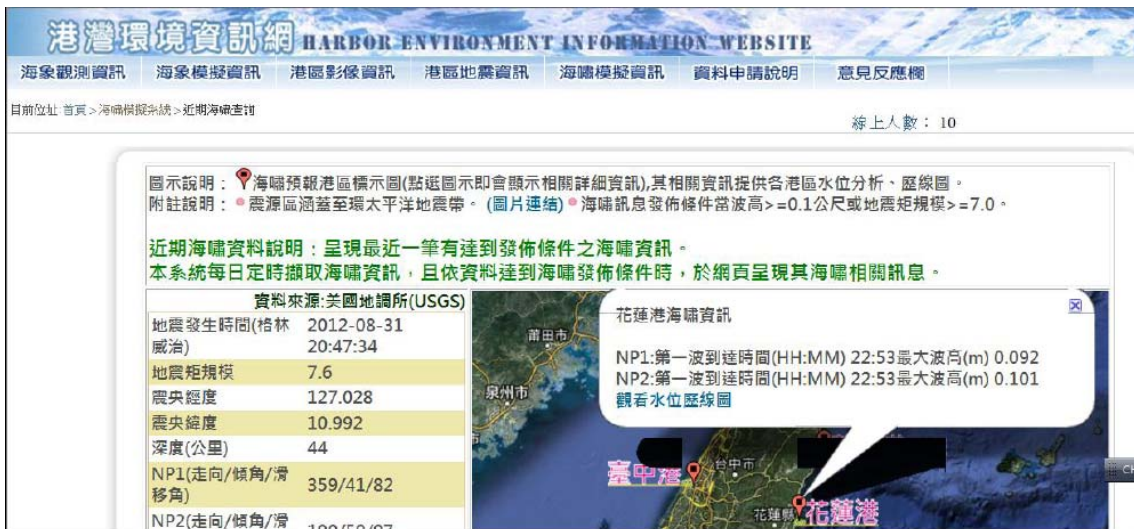 港灣環境資訊網 HARBOR ENVIRONMENT INFORMATION WEBSITE
海象觀測資訊 海象模擬資訊 港區影像資訊 港區地震資訊 海嘯模擬資訊 資料申請說明 意見反應欄
目前位址:首頁>海嘯模擬系統>近期海嘯查詢
線上人數: 10
圖示說明: 海嘯預報港區標示圖(點逛圖示即會顯示相關詳細資訊),其相關資訊提供各港區水位分析、歷線圖。
附註說明: 震源區涵蓋至環太平洋地震帶。(圖片連結) 海嘯訊息發佈條件當波高>=0.1公尺或地震矩規模>=7.0。
近期海嘯資料說明:呈現最近一筆有達到發佈條件之海嘯資訊。
本系統每日定時擷取海嘯資訊,且依資料達到海嘯發佈條件時,於網頁呈現其海嘯相關訊息。
資料來源:美國地調所(USGS)
地震發生時間(格林威治) 2012-08-31 20:47:34
地震矩規模 7.6
震央經度 127.028
震央緯度 10.992
深度(公里) 44
NP1(走向/傾角/滑移角) 359/41/82
NP2(走向/傾角/滑
花蓮港海嘯資訊
NP1:第一波到達時間(HH:MM) 22:53最大波高(m) 0.092
NP2:第一波到達時間(HH:MM) 22:53最大波高(m) 0.101
觀看水位歷線圖
莆田市
泉州市
臺中港
台中市
花蓮縣
花蓮港
CH